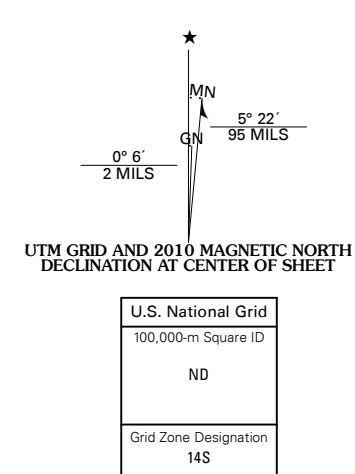 ★
MN
5° 22´
95 MILS
GN
0° 6´
2 MILS
UTM GRID AND 2010 MAGNETIC NORTH
DECLINATION AT CENTER OF SHEET
U.S. National Grid
100,000-m Square ID
ND
Grid Zone Designation
14S